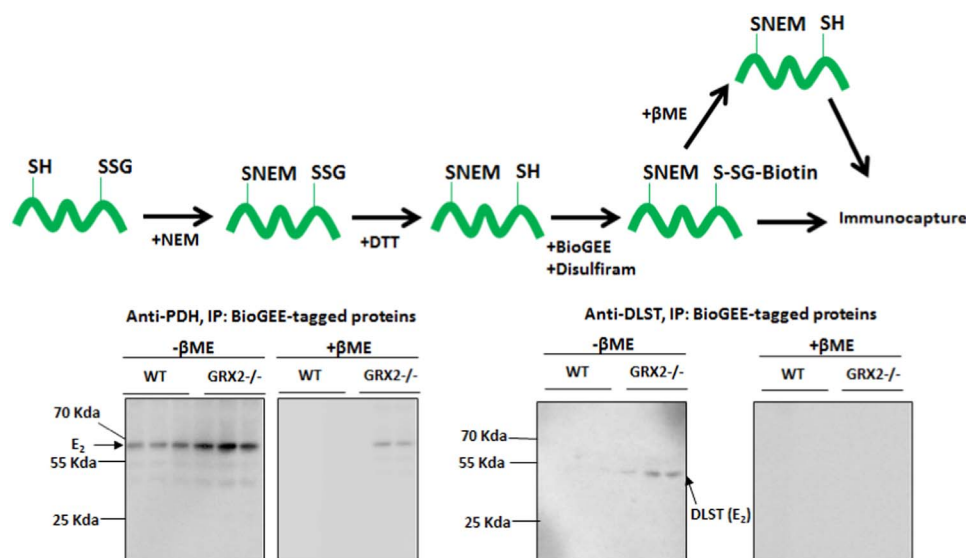 SNEM SH
+βME
SH SSG
SNEM SSG
SNEM SH
SNEM S-SG-Biotin
+NEM
+DTT
+BioGEE
+Disulfiram
Immunocapture
Anti-PDH, IP: BioGEE-tagged proteins
-βME
+βME
WT GRX2-/-
WT GRX2-/-
70 Kda
E₂
55 Kda
25 Kda
Anti-DLST, IP: BioGEE-tagged proteins
-βME
+βME
WT GRX2-/-
WT GRX2-/-
70 Kda
55 Kda
25 Kda
DLST (E₂)